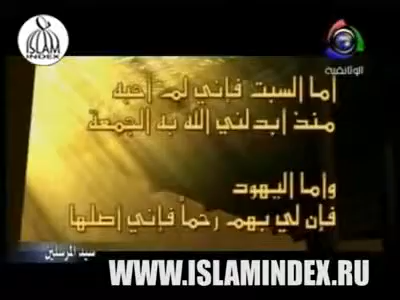 ISLAM
INDEX
الوثائقية
أما السبت فإني لم أحبه
منذ أبدلني الله به الجمعة
وأما اليهود
فإن لي بهم رحماً فإني أصلها
سيد المرسلين
WWW.ISLAMINDEX.RU